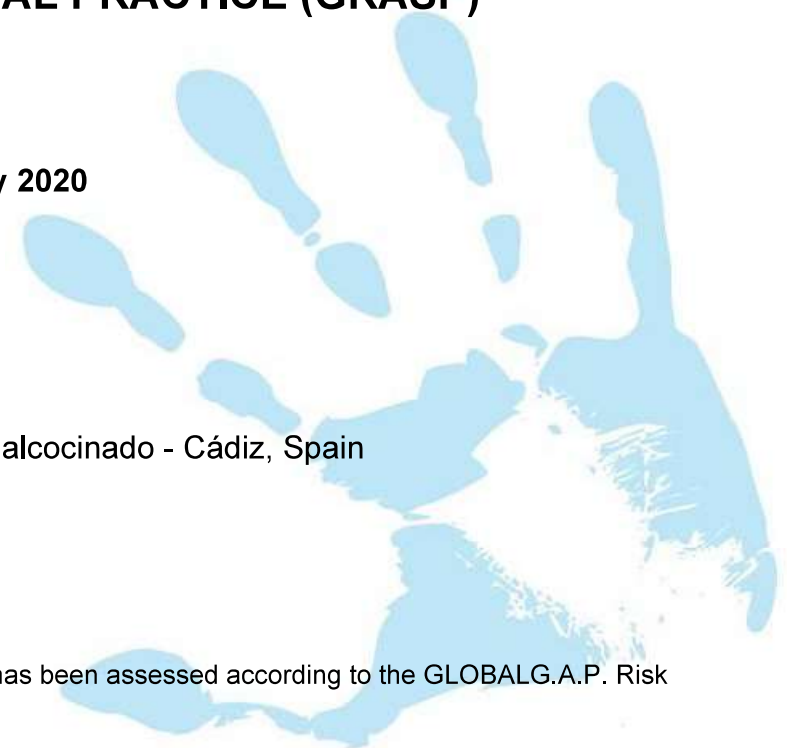 AL PRACTICE (GRASP)
y 2020
alcocinado - Cádiz, Spain
has been assessed according to the GLOBALG.A.P. Risk